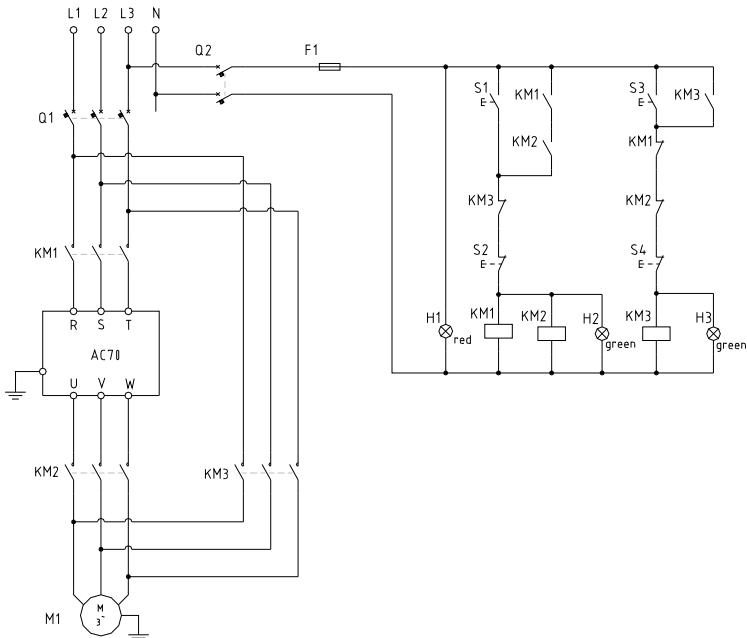 L1 L2 L3 N
Q2 F1
Q1
S1 KM1 S3 KM3
KM2 KM1
KM3 KM2
KM1 S2 S4
R S T
AC70
U V W
H1 red KM1 KM2 H2 green KM3 H3 green
KM2 KM3
M1
M
3~